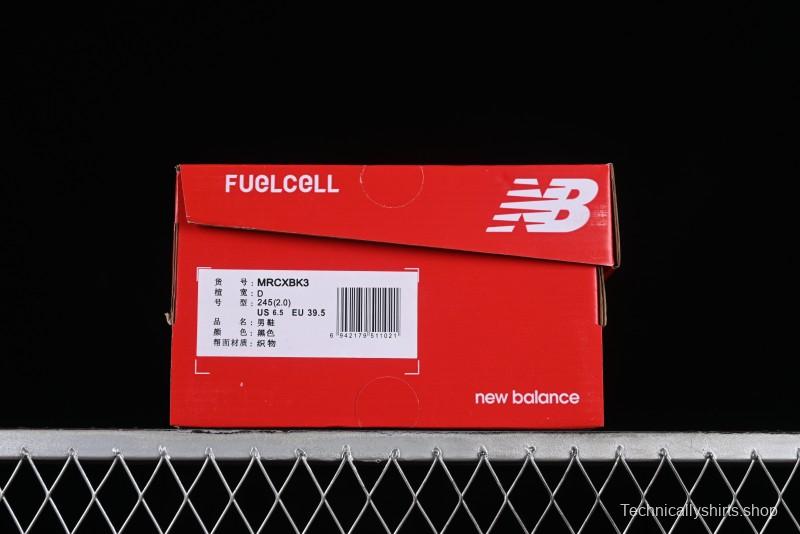 FUELCELL
NB
货 号: MRCXBK3
楦 宽: D
号 型: 245(2.0)
US 6.5 EU 39.5
品 名: 男鞋
颜 色: 黑色
帮面材质: 织物
6 942179 511021
new balance
Technicallyshirts.shop